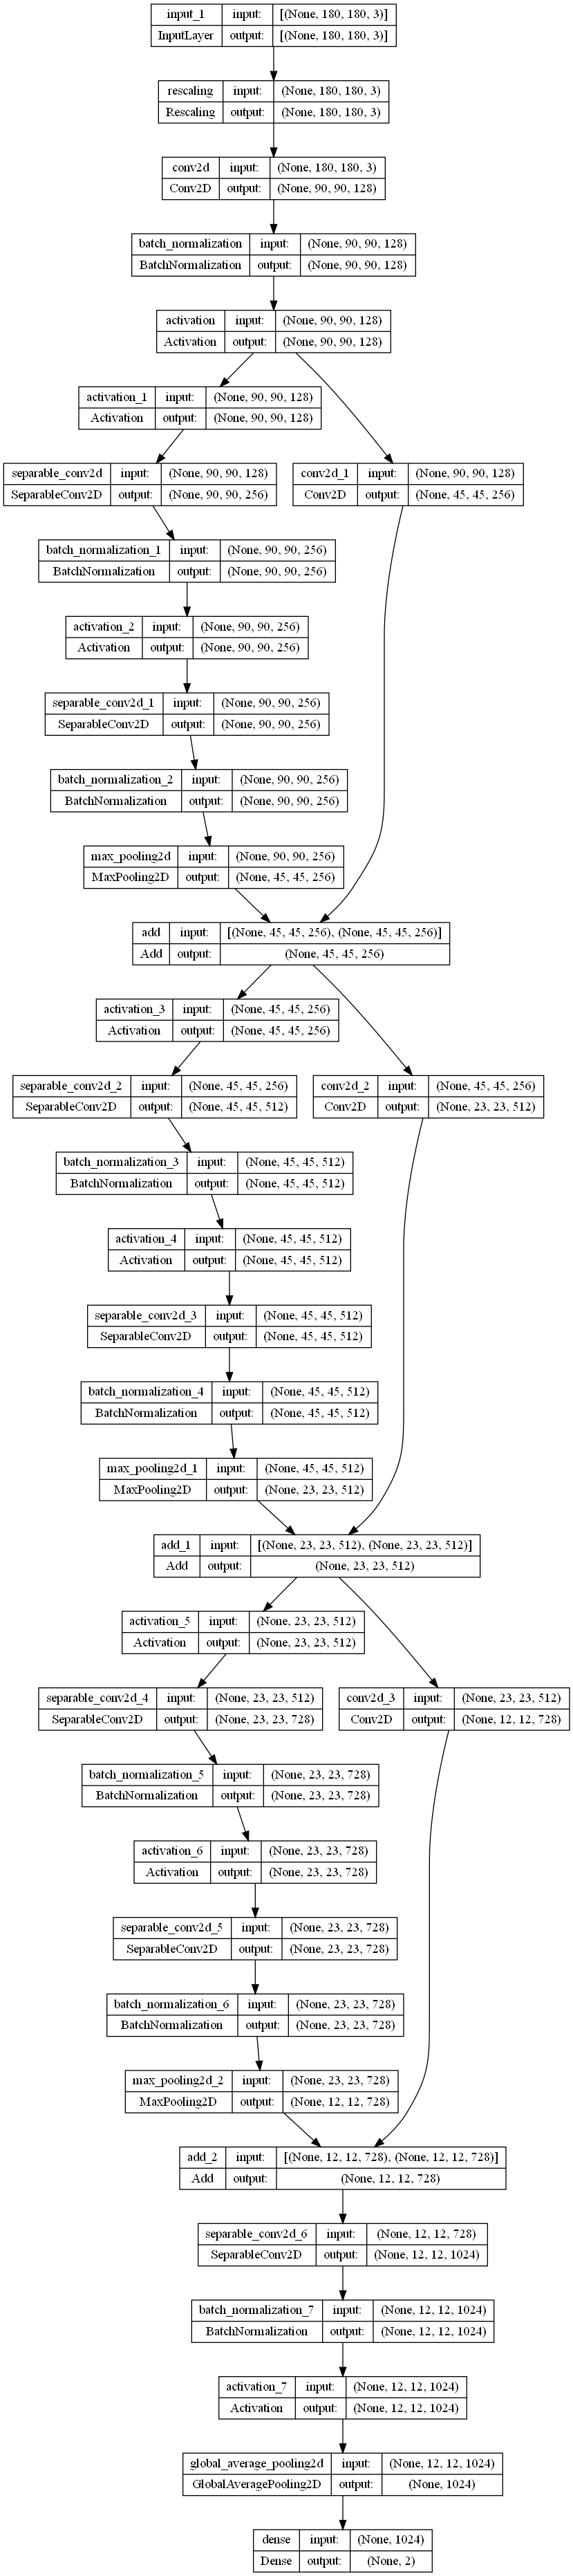 input_1 input: [(None, 180, 180, 3)]
InputLayer output: [(None, 180, 180, 3)]
rescaling input: (None, 180, 180, 3)
Rescaling output: (None, 180, 180, 3)
conv2d input: (None, 180, 180, 3)
Conv2D output: (None, 90, 90, 128)
batch_normalization input: (None, 90, 90, 128)
BatchNormalization output: (None, 90, 90, 128)
activation input: (None, 90, 90, 128)
Activation output: (None, 90, 90, 128)
activation_1 input: (None, 90, 90, 128)
Activation output: (None, 90, 90, 128)
separable_conv2d input: (None, 90, 90, 128)
SeparableConv2D output: (None, 90, 90, 256)
conv2d_1 input: (None, 90, 90, 128)
Conv2D output: (None, 45, 45, 256)
batch_normalization_1 input: (None, 90, 90, 256)
BatchNormalization output: (None, 90, 90, 256)
activation_2 input: (None, 90, 90, 256)
Activation output: (None, 90, 90, 256)
separable_conv2d_1 input: (None, 90, 90, 256)
SeparableConv2D output: (None, 90, 90, 256)
batch_normalization_2 input: (None, 90, 90, 256)
BatchNormalization output: (None, 90, 90, 256)
max_pooling2d input: (None, 90, 90, 256)
MaxPooling2D output: (None, 45, 45, 256)
add input: [(None, 45, 45, 256), (None, 45, 45, 256)]
Add output: (None, 45, 45, 256)
activation_3 input: (None, 45, 45, 256)
Activation output: (None, 45, 45, 256)
separable_conv2d_2 input: (None, 45, 45, 256)
SeparableConv2D output: (None, 45, 45, 512)
conv2d_2 input: (None, 45, 45, 256)
Conv2D output: (None, 23, 23, 512)
batch_normalization_3 input: (None, 45, 45, 512)
BatchNormalization output: (None, 45, 45, 512)
activation_4 input: (None, 45, 45, 512)
Activation output: (None, 45, 45, 512)
separable_conv2d_3 input: (None, 45, 45, 512)
SeparableConv2D output: (None, 45, 45, 512)
batch_normalization_4 input: (None, 45, 45, 512)
BatchNormalization output: (None, 45, 45, 512)
max_pooling2d_1 input: (None, 45, 45, 512)
MaxPooling2D output: (None, 23, 23, 512)
add_1 input: [(None, 23, 23, 512), (None, 23, 23, 512)]
Add output: (None, 23, 23, 512)
activation_5 input: (None, 23, 23, 512)
Activation output: (None, 23, 23, 512)
separable_conv2d_4 input: (None, 23, 23, 512)
SeparableConv2D output: (None, 23, 23, 728)
conv2d_3 input: (None, 23, 23, 512)
Conv2D output: (None, 12, 12, 728)
batch_normalization_5 input: (None, 23, 23, 728)
BatchNormalization output: (None, 23, 23, 728)
activation_6 input: (None, 23, 23, 728)
Activation output: (None, 23, 23, 728)
separable_conv2d_5 input: (None, 23, 23, 728)
SeparableConv2D output: (None, 23, 23, 728)
batch_normalization_6 input: (None, 23, 23, 728)
BatchNormalization output: (None, 23, 23, 728)
max_pooling2d_2 input: (None, 23, 23, 728)
MaxPooling2D output: (None, 12, 12, 728)
add_2 input: [(None, 12, 12, 728), (None, 12, 12, 728)]
Add output: (None, 12, 12, 728)
separable_conv2d_6 input: (None, 12, 12, 728)
SeparableConv2D output: (None, 12, 12, 1024)
batch_normalization_7 input: (None, 12, 12, 1024)
BatchNormalization output: (None, 12, 12, 1024)
activation_7 input: (None, 12, 12, 1024)
Activation output: (None, 12, 12, 1024)
global_average_pooling2d input: (None, 12, 12, 1024)
GlobalAveragePooling2D output: (None, 1024)
dense input: (None, 1024)
Dense output: (None, 2)